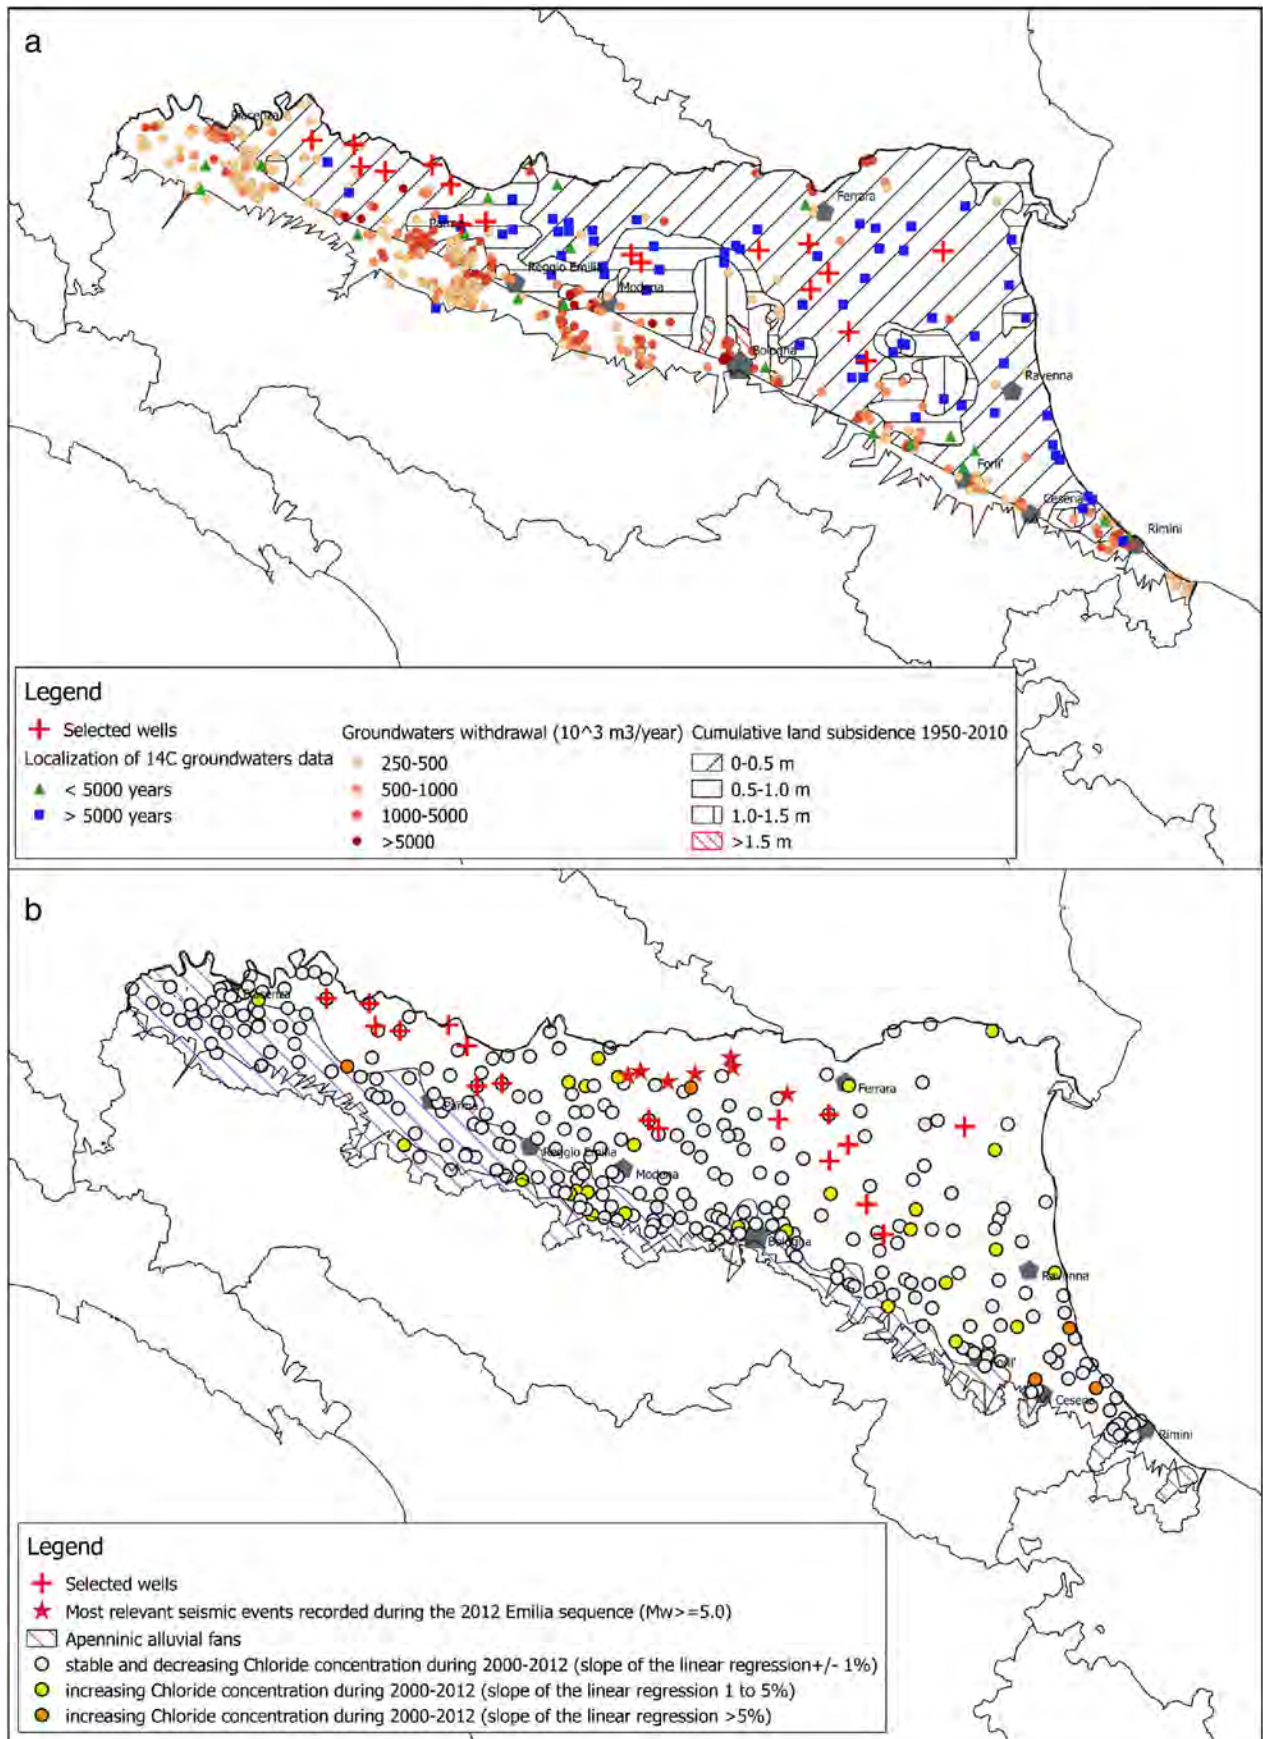 a
Piacenza
Ferrara
Parma
Reggio Emilia
Modena
Bologna
Ravenna
Forli'
Cesena
Rimini
Legend
Selected wells
Localization of 14C groundwaters data
< 5000 years
> 5000 years
Groundwaters withdrawal (10^3 m3/year)
250-500
500-1000
1000-5000
>5000
Cumulative land subsidence 1950-2010
0-0.5 m
0.5-1.0 m
1.0-1.5 m
>1.5 m
b
Piacenza
Ferrara
Parma
Reggio Emilia
Modena
Bologna
Ravenna
Forli'
Cesena
Rimini
Legend
Selected wells
Most relevant seismic events recorded during the 2012 Emilia sequence (Mw>=5.0)
Apenninic alluvial fans
stable and decreasing Chloride concentration during 2000-2012 (slope of the linear regression+/- 1%)
increasing Chloride concentration during 2000-2012 (slope of the linear regression 1 to 5%)
increasing Chloride concentration during 2000-2012 (slope of the linear regression >5%)